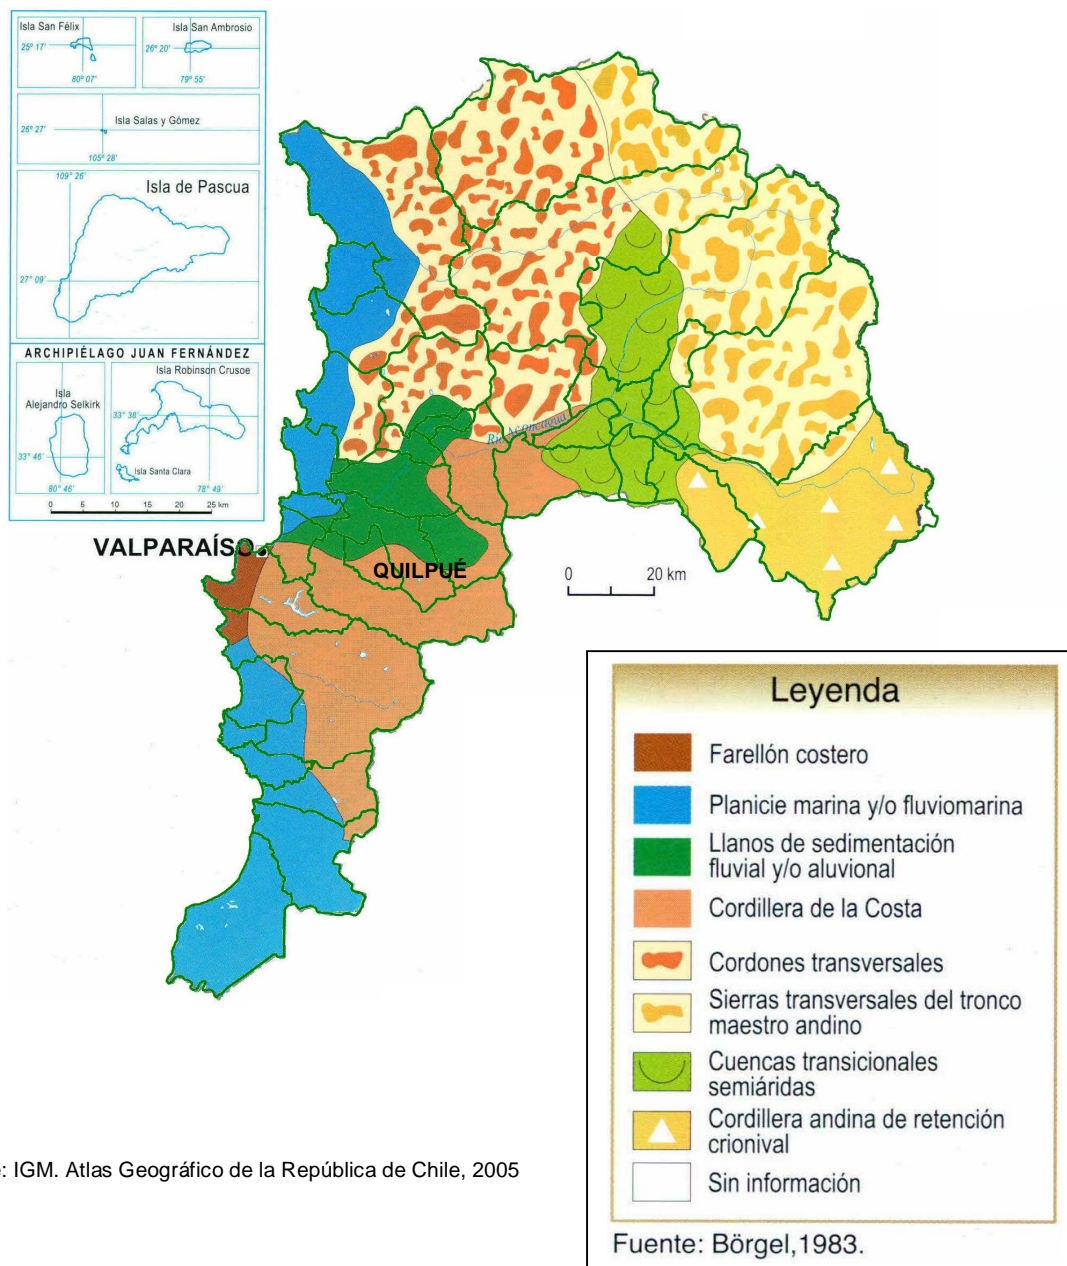 Isla San Félix
25° 17'
80° 07'
Isla San Ambrosio
26° 20'
79° 55'
Isla Salas y Gómez
26° 27'
105° 28'
109° 26'
Isla de Pascua
27° 09'
ARCHIPIÉLAGO JUAN FERNÁNDEZ
Isla
Alejandro Selkirk
33° 46'
80° 46'
Isla Robinson Crusoe
33° 38'
Isla Santa Clara
78° 49'
0 5 10 15 20 25 km
Río Aconcagua
VALPARAÍSO
QUILPUÉ
0 20 km
Leyenda
Farellón costero
Planicie marina y/o fluviomarina
Llanos de sedimentación
fluvial y/o aluvional
Cordillera de la Costa
Cordones transversales
Sierras transversales del tronco
maestro andino
Cuencas transicionales
semiáridas
Cordillera andina de retención
crionival
Sin información
Fuente: Börgel,1983.
: IGM. Atlas Geográfico de la República de Chile, 2005